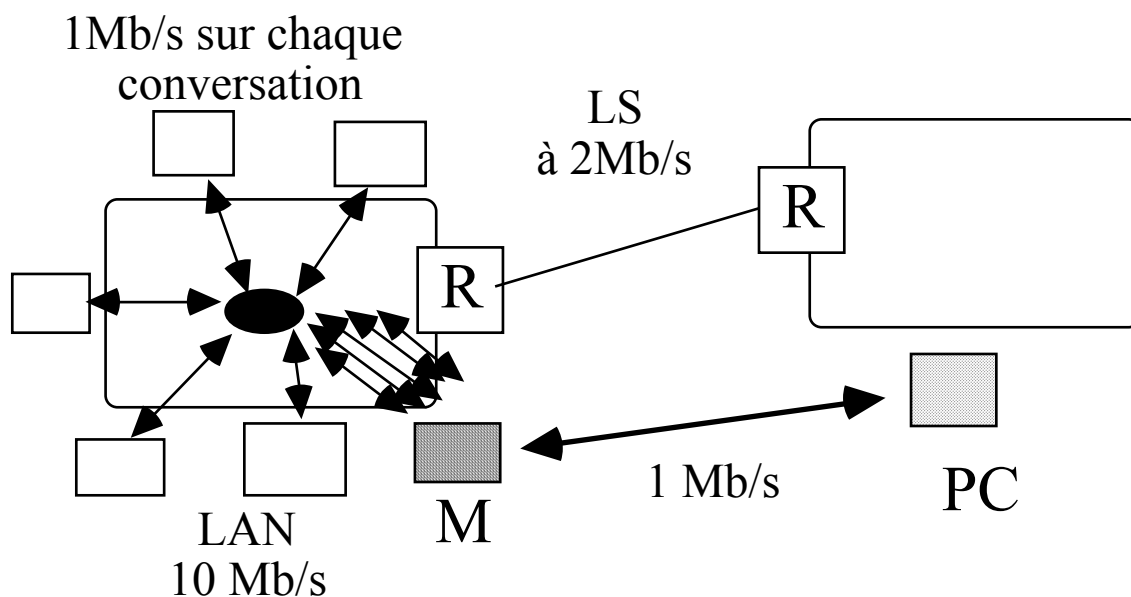 1Mb/s sur chaque
conversation
LS
à 2Mb/s
R
R
1 Mb/s
PC
M
LAN
10 Mb/s